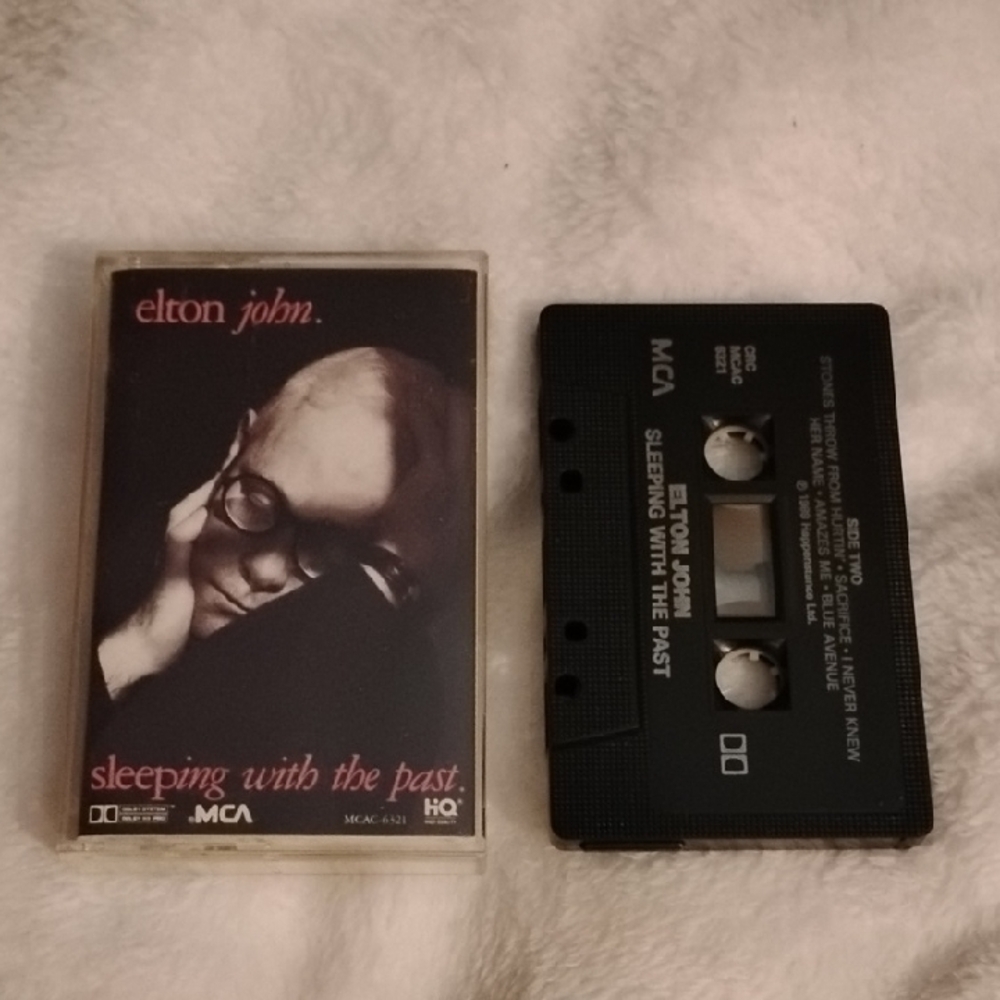 elton john.
sleeping with the past.
MCA
MCAC-6321
HiQ
SIDE TWO
STONES THROW FROM HURTIN' • SACRIFICE • I NEVER KNEW
HER NAME • AMAZES ME • BLUE AVENUE
℗ 1989 Happenstance Ltd.
CRC
MCAC
6321
ELTON JOHN
MCA SLEEPING WITH THE PAST